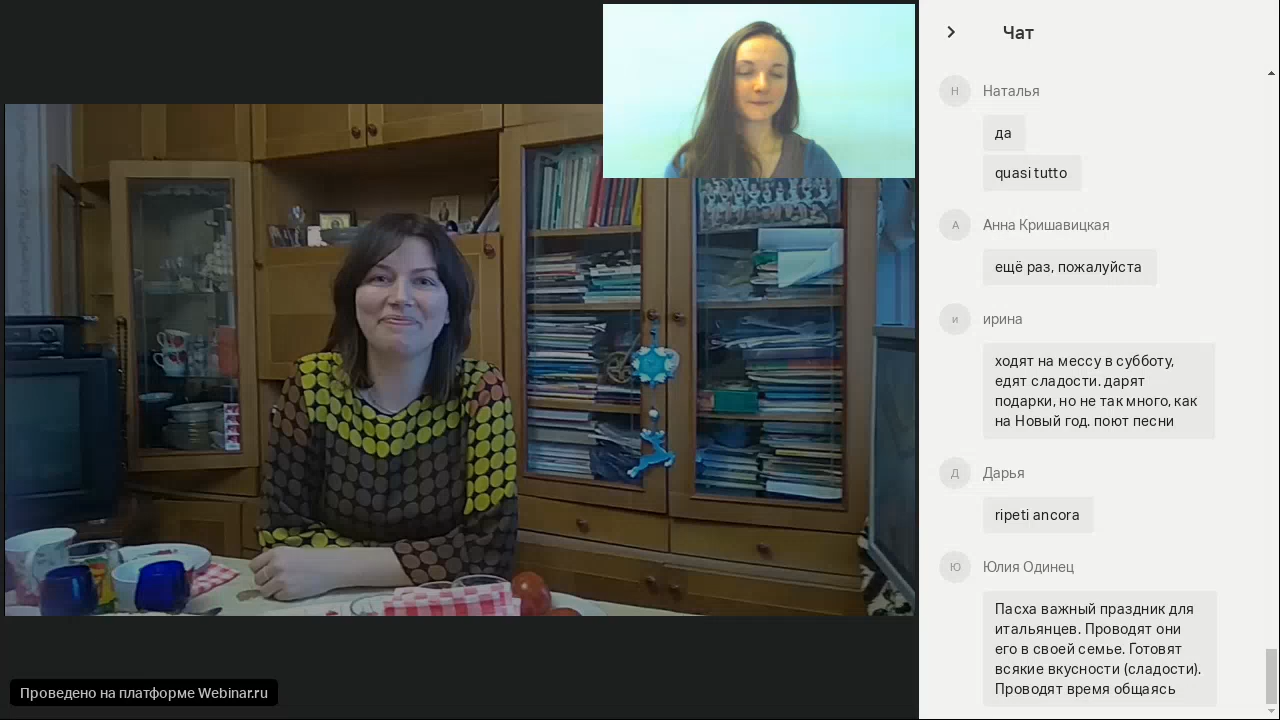 Чат
Н
Наталья
да
quasi tutto
А
Анна Кришавицкая
ещё раз, пожалуйста
и
ирина
ходят на мессу в субботу,
едят сладости. дарят
подарки, но не так много, как
на Новый год. поют песни
Д
Дарья
ripeti ancora
Ю
Юлия Одинец
Пасха важный праздник для
итальянцев. Проводят они
его в своей семье. Готовят
всякие вкусности (сладости).
Проводят время общаясь
Проведено на платформе Webinar.ru